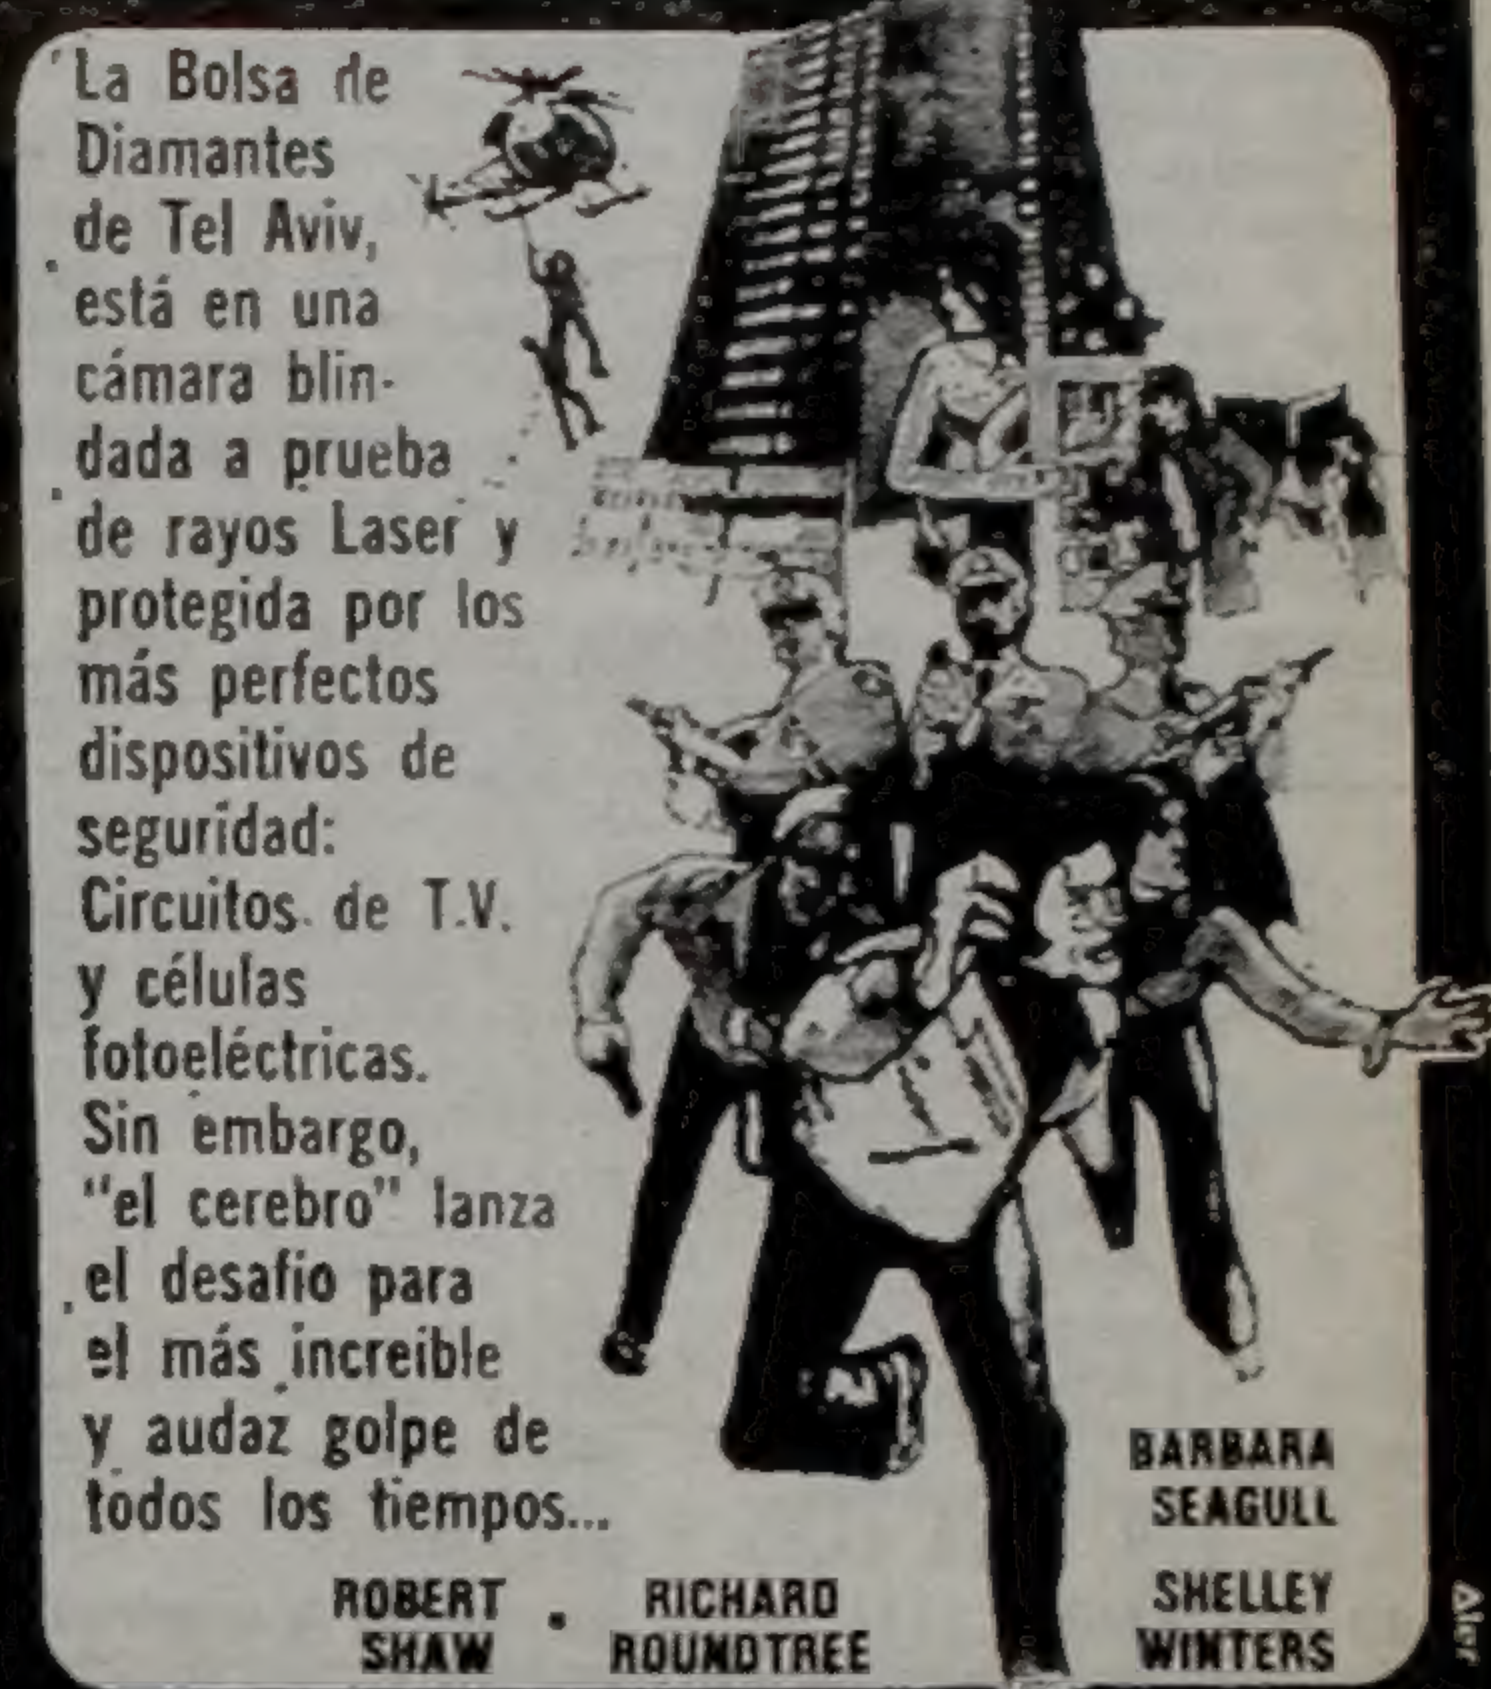 La Bolsa de
Diamantes
de Tel Aviv,
está en una
cámara blin-
dada a prueba
de rayos Laser y
protegida por los
más perfectos
dispositivos de
seguridad:
Circuitos de T.V.
y células
fotoeléctricas.
Sin embargo,
"el cerebro" lanza
el desafio para
el más increible
y audaz golpe de
todos los tiempos...
BARBARA
SEAGULL
ROBERT
SHAW
RICHARD
ROUNDTREE
SHELLEY
WINTERS